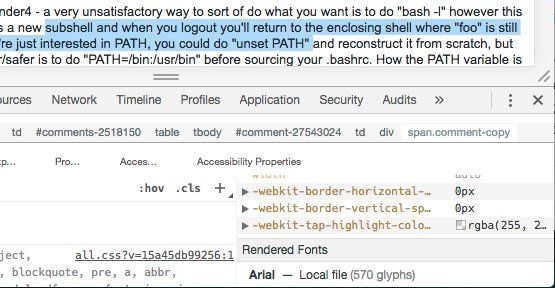 nder4 - a very unsatisfactory way to sort of do what you want is to do "bash -l" however this
s a new subshell and when you logout you'll return to the enclosing shell where "foo" is still
're just interested in PATH, you could do "unset PATH" and reconstruct it from scratch, but
r/safer is to do "PATH=/bin:/usr/bin" before sourcing your .bashrc. How the PATH variable is
ources Network Timeline Profiles Application Security Audits »
td #comments-2518150 table tbody #comment-27543024 td div span.comment-copy
xp… Pro… Acces… Accessibility Properties
:hov .cls +
width auto
-webkit-border-horizontal-… 0px
-webkit-border-vertical-sp… 0px
-webkit-tap-highlight-colo… rgba(255, 2…
Rendered Fonts
Arial — Local file (570 glyphs)
ject, all.css?v=15a45db99256:1
, blockquote, pre, a, abbr,